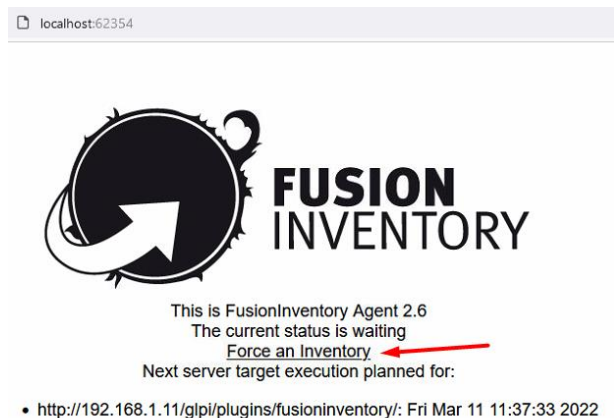 localhost:62354
FUSION
INVENTORY
This is FusionInventory Agent 2.6
The current status is waiting
Force an Inventory
Next server target execution planned for:
• http://192.168.1.11/glpi/plugins/fusioninventory/: Fri Mar 11 11:37:33 2022